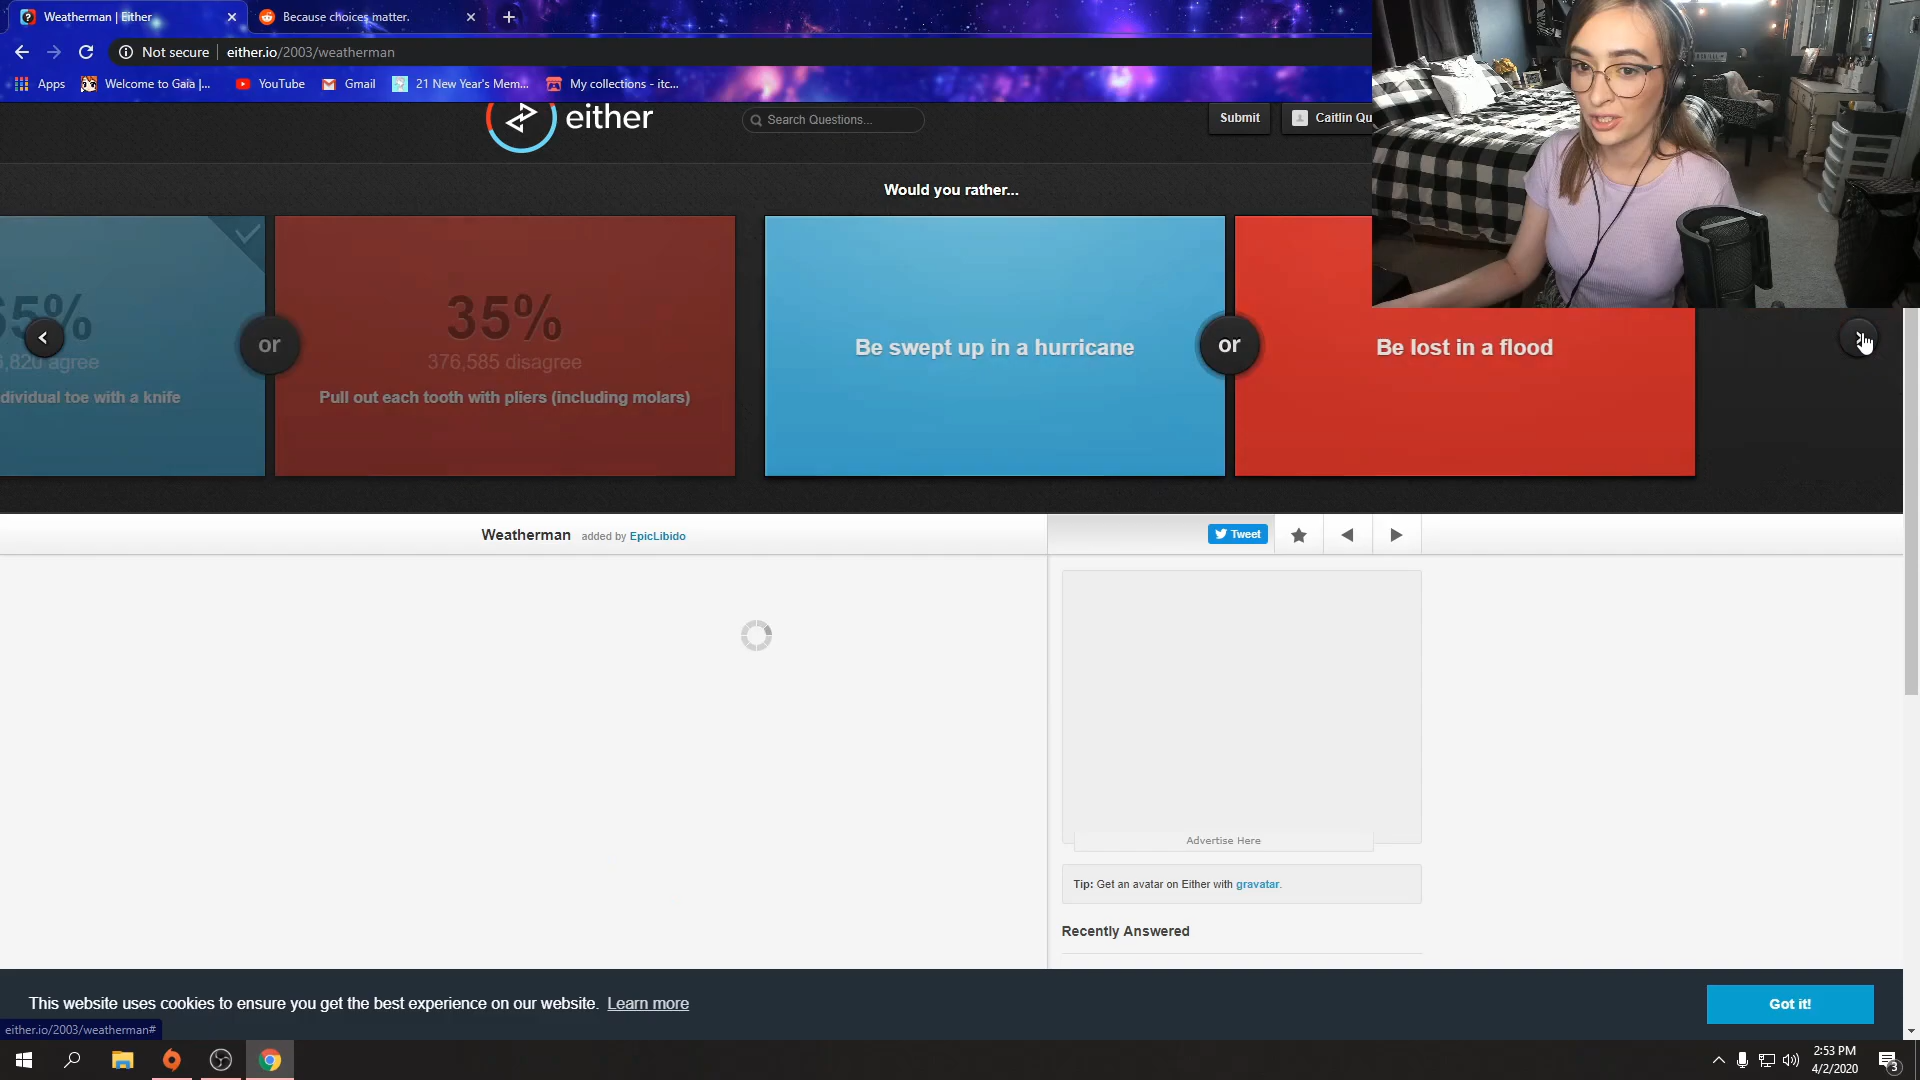 Weatherman | Either
Because choices matter.
Not secure
either.io/2003/weatherman
Apps
Welcome to Gaia |...
YouTube
Gmail
21 New Year's Mem...
My collections - itc...
either
Search Questions...
Submit
Caitlin Qu
Would you rather...
5%
6,820 agree
dividual toe with a knife
or
35%
376,585 disagree
Pull out each tooth with pliers (including molars)
Be swept up in a hurricane
or
Be lost in a flood
Weatherman added by EpicLibido
Tweet
Advertise Here
Tip: Get an avatar on Either with gravatar.
Recently Answered
This website uses cookies to ensure you get the best experience on our website. Learn more
Got it!
either.io/2003/weatherman#
2:53 PM
4/2/2020
3